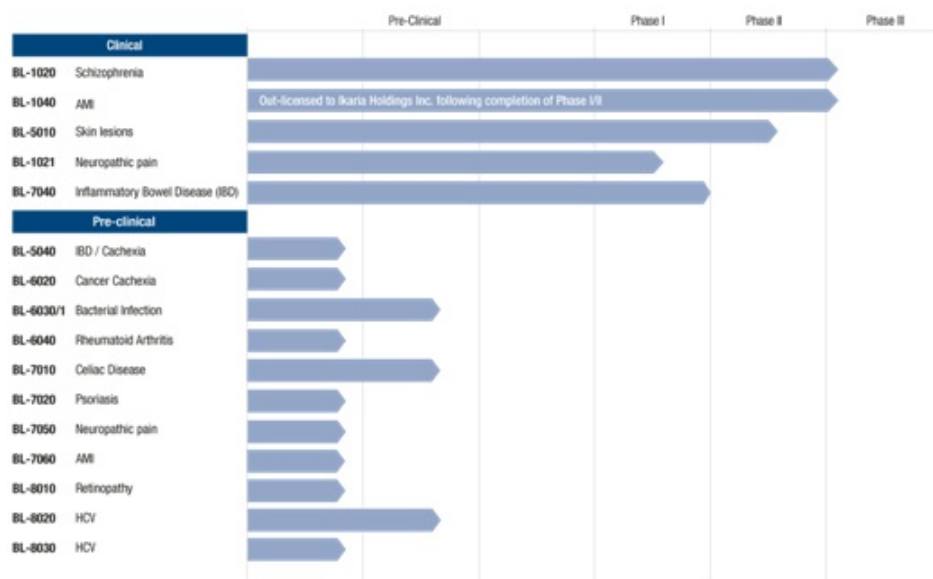 Pre-Clinical Phase I Phase II Phase III
Clinical
BL-1020 Schizophrenia
BL-1040 AMI Out-licensed to Ikaria Holdings Inc. following completion of Phase I/II
BL-5010 Skin lesions
BL-1021 Neuropathic pain
BL-7040 Inflammatory Bowel Disease (IBD)
Pre-clinical
BL-5040 IBD / Cachexia
BL-6020 Cancer Cachexia
BL-6030/1 Bacterial Infection
BL-6040 Rheumatoid Arthritis
BL-7010 Celiac Disease
BL-7020 Psoriasis
BL-7050 Neuropathic pain
BL-7060 AMI
BL-8010 Retinopathy
BL-8020 HCV
BL-8030 HCV